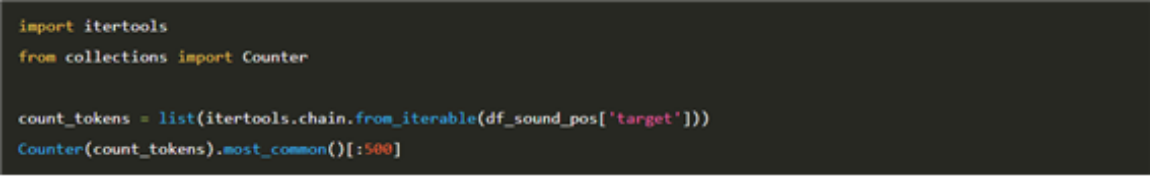 import itertools
from collections import Counter
count_tokens = list(itertools.chain.from_iterable(df_sound_pos['target']))
Counter(count_tokens).most_common()[:500]